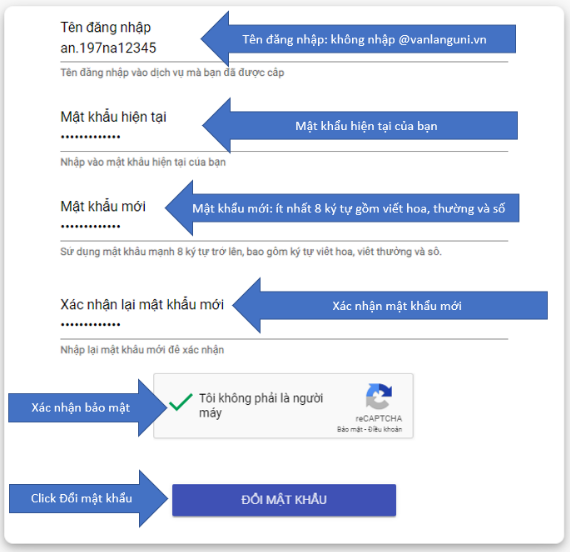 Tên đăng nhập
an.197na12345
Tên đăng nhập: không nhập @vanlanguni.vn
Tên đăng nhập vào dịch vụ mà bạn đã được cấp
Mật khẩu hiện tại
•••••••••••••
Mật khẩu hiện tại của bạn
Nhập vào mật khẩu hiện tại của bạn
Mật khẩu mới
•••••••••••••
Mật khẩu mới: ít nhất 8 ký tự gồm viết hoa, thường và số
Sử dụng mật khẩu mạnh 8 ký tự trở lên, bao gồm ký tự viết hoa, viết thường và số.
Xác nhận lại mật khẩu mới
•••••••••••••
Xác nhận mật khẩu mới
Nhập lại mật khẩu mới để xác nhận
Xác nhận bảo mật
Tôi không phải là người
máy
reCAPTCHA
Bảo mật - Điều khoản
Click Đổi mật khẩu
ĐỔI MẬT KHẨU